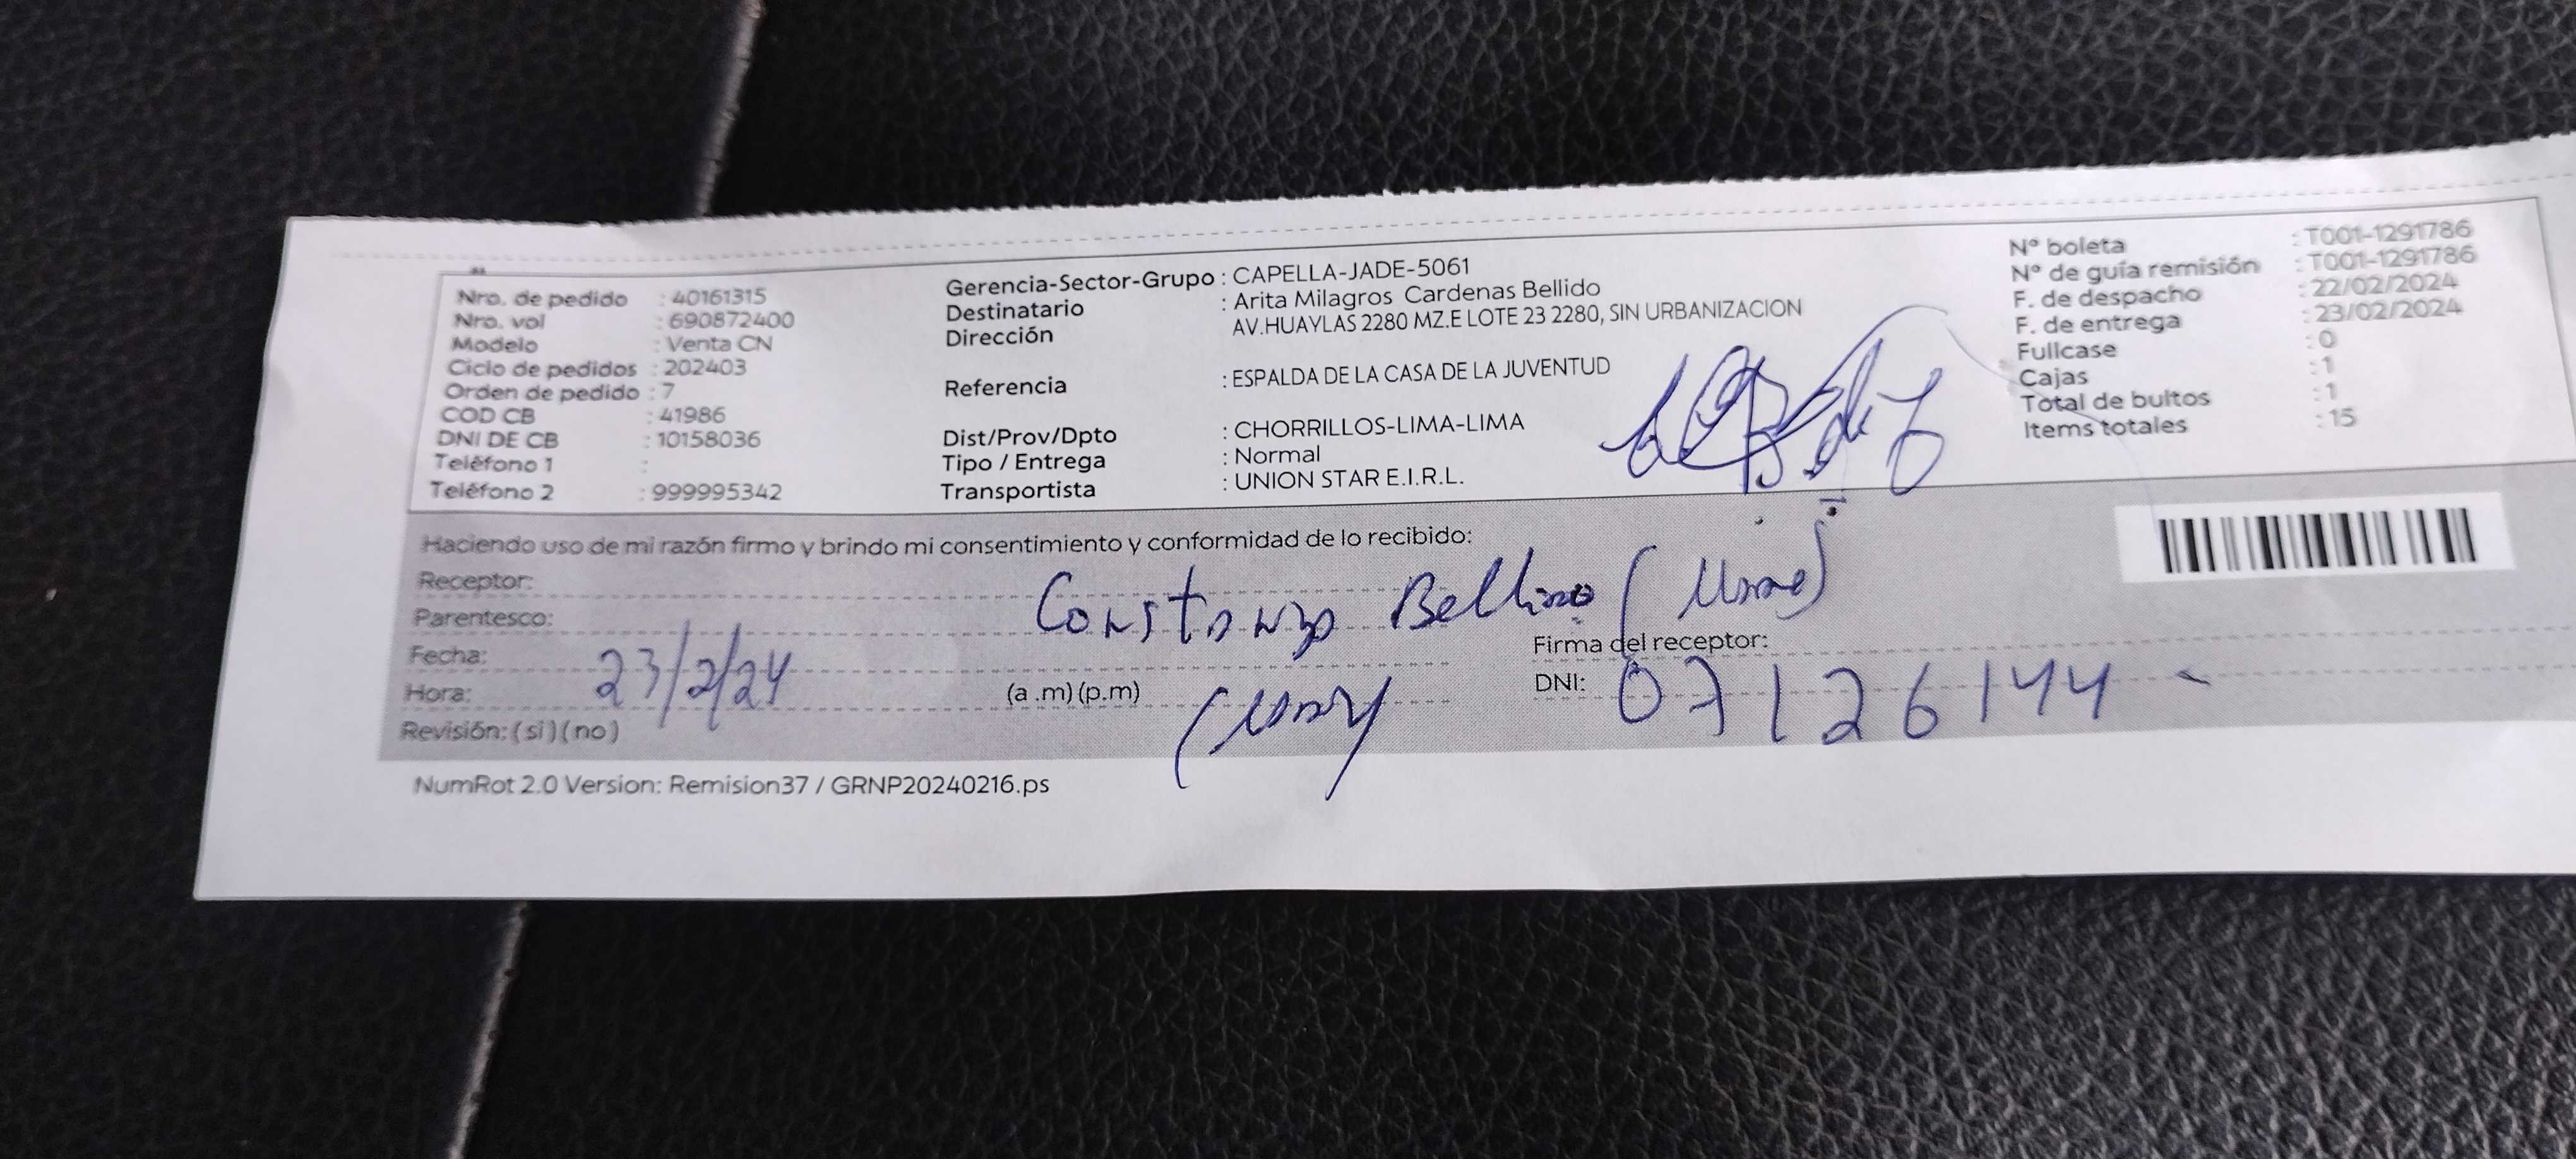 Nro. de pedido : 40161315
Nro. vol : 690872400
Modelo : Venta CN
Ciclo de pedidos : 202403
Orden de pedido : 7
COD CB : 41986
DNI DE CB : 10158036
Teléfono 1 :
Teléfono 2 : 999995342
Gerencia-Sector-Grupo : CAPELLA-JADE-5061
Destinatario : Arita Milagros Cardenas Bellido
Dirección AV.HUAYLAS 2280 MZ.E LOTE 23 2280, SIN URBANIZACION
Referencia : ESPALDA DE LA CASA DE LA JUVENTUD
Dist/Prov/Dpto : CHORRILLOS-LIMA-LIMA
Tipo / Entrega : Normal
Transportista : UNION STAR E.I.R.L.
N° boleta : T001-1291786
N° de guía remisión : T001-1291786
F. de despacho : 22/02/2024
F. de entrega : 23/02/2024
Fullcase : 0
Cajas : 1
Total de bultos : 1
Items totales : 15
Haciendo uso de mi razón firmo y brindo mi consentimiento y conformidad de lo recibido:
Receptor:
Parentesco:
Fecha: 23/2/24
Hora: (a .m) (p.m)
Revisión: ( si ) ( no )
Firma del receptor:
DNI: 07126144 -
NumRot 2.0 Version: Remision37 / GRNP20240216.ps